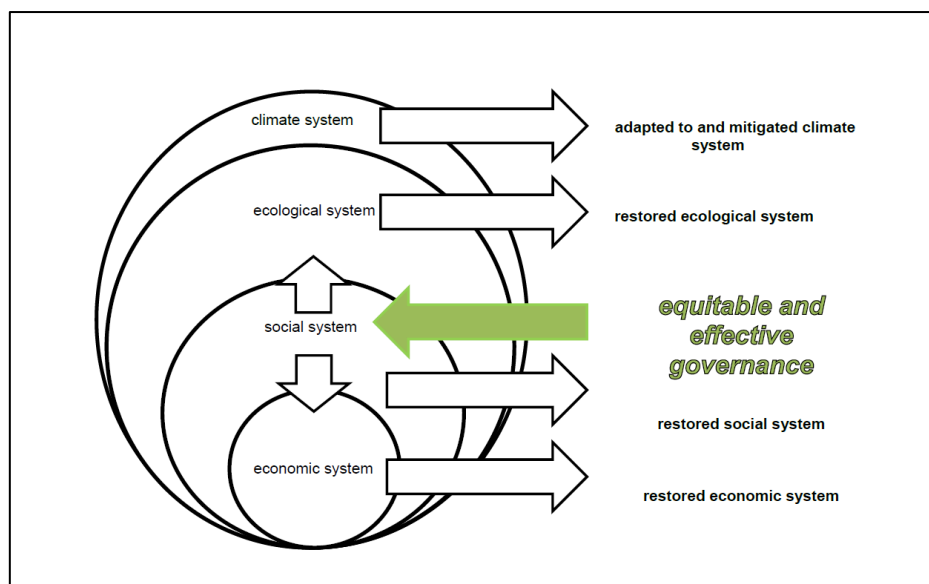 climate system
adapted to and mitigated climate
system
ecological system
restored ecological system
social system
equitable and
effective
governance
restored social system
economic system
restored economic system